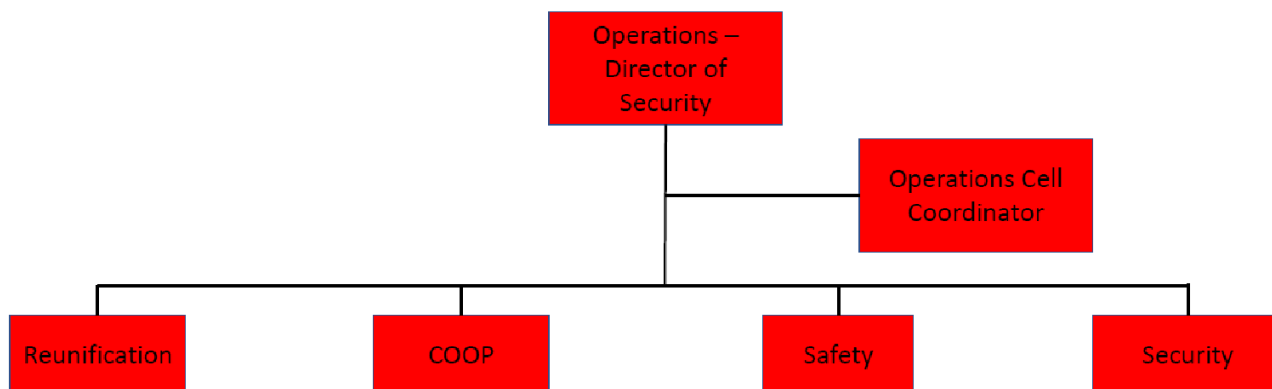 Operations –
Director of
Security
Operations Cell
Coordinator
Reunification
COOP
Safety
Security